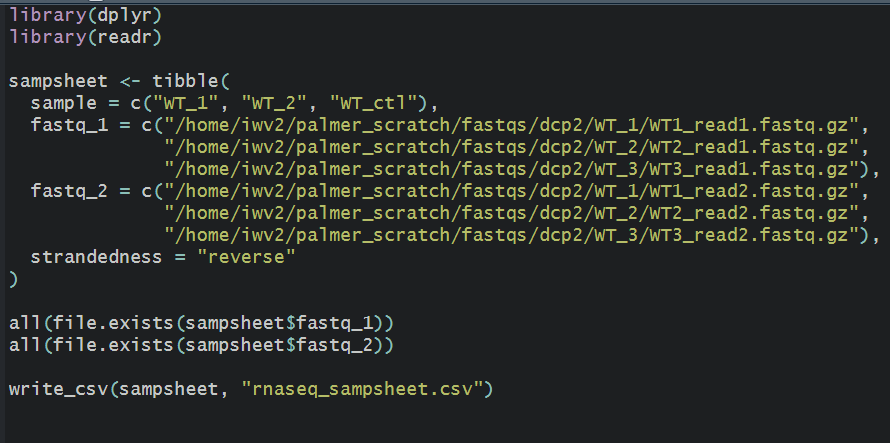 library(dplyr)
library(readr)

sampsheet <- tibble(
  sample = c("WT_1", "WT_2", "WT_ctl"),
  fastq_1 = c("/home/iwv2/palmer_scratch/fastqs/dcp2/WT_1/WT1_read1.fastq.gz",
              "/home/iwv2/palmer_scratch/fastqs/dcp2/WT_2/WT2_read1.fastq.gz",
              "/home/iwv2/palmer_scratch/fastqs/dcp2/WT_3/WT3_read1.fastq.gz"),
  fastq_2 = c("/home/iwv2/palmer_scratch/fastqs/dcp2/WT_1/WT1_read2.fastq.gz",
              "/home/iwv2/palmer_scratch/fastqs/dcp2/WT_2/WT2_read2.fastq.gz",
              "/home/iwv2/palmer_scratch/fastqs/dcp2/WT_3/WT3_read2.fastq.gz"),
  strandedness = "reverse"
)

all(file.exists(sampsheet$fastq_1))
all(file.exists(sampsheet$fastq_2))

write_csv(sampsheet, "rnaseq_sampsheet.csv")